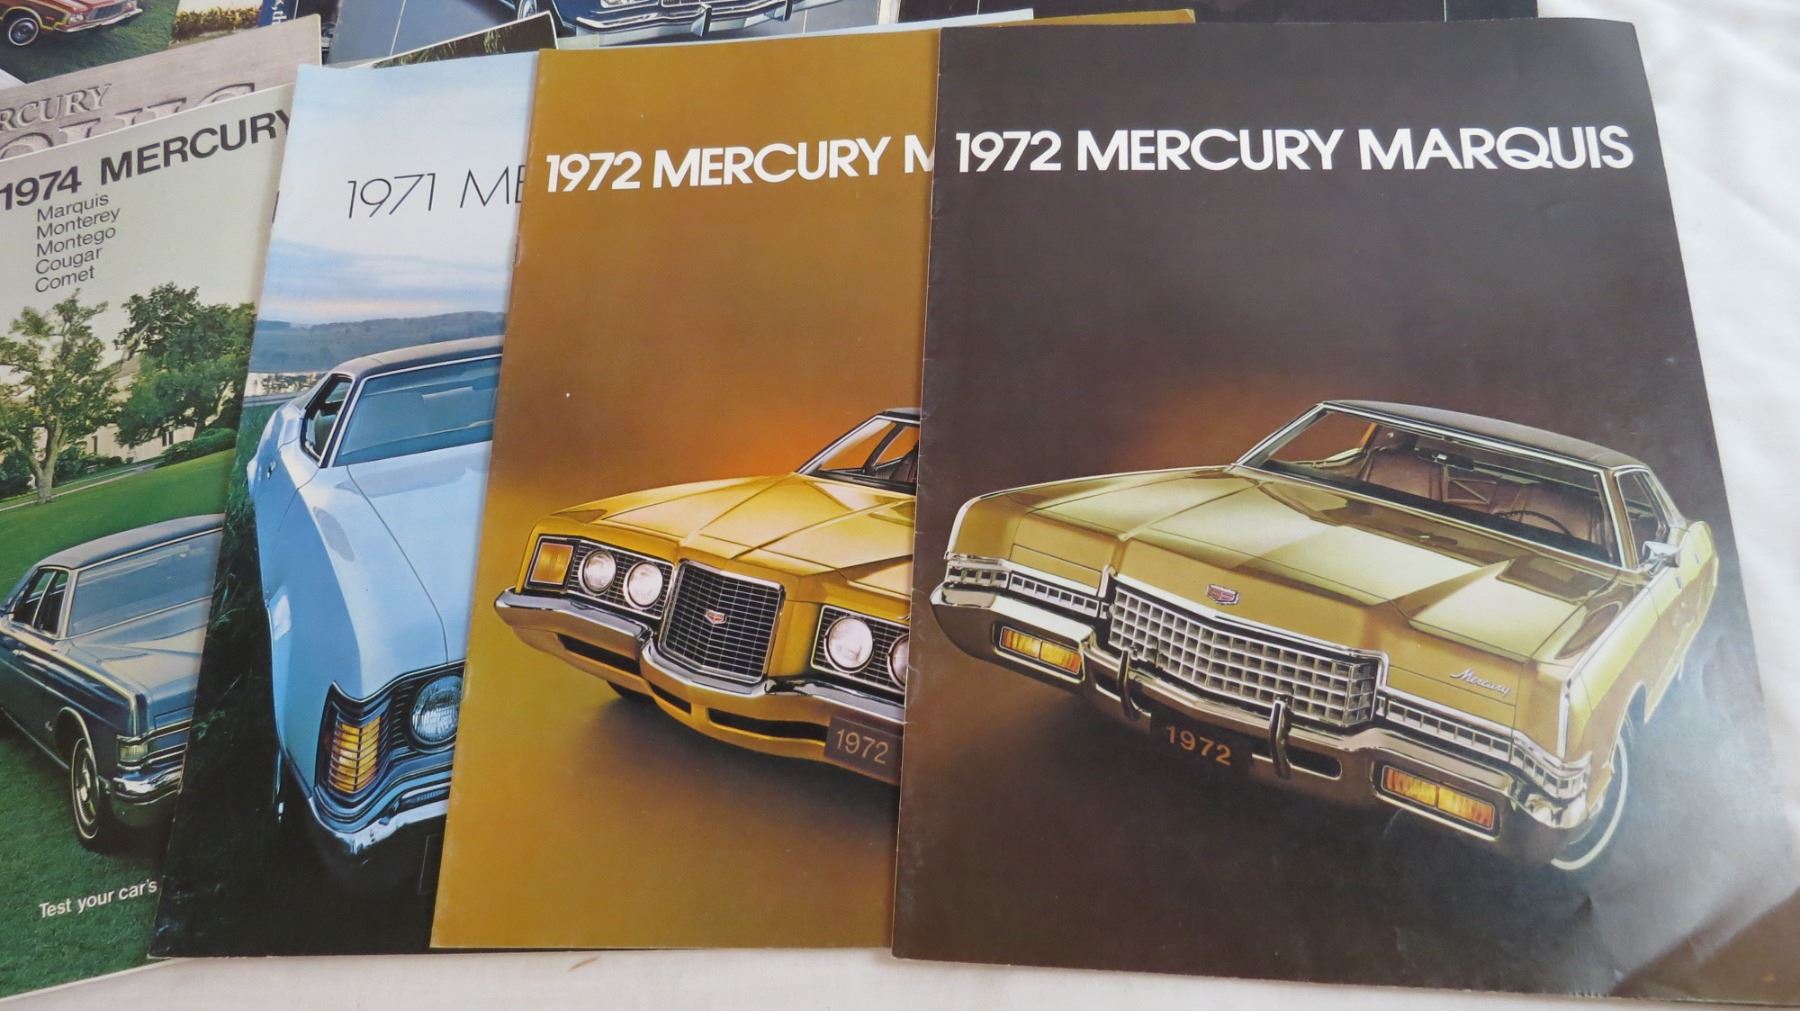 1974 MERCURY
Marquis
Monterey
Montego
Cougar
Comet
Test your car's
1971 ME
1972 MERCURY M
1972
1972 MERCURY MARQUIS
Mercury
1972